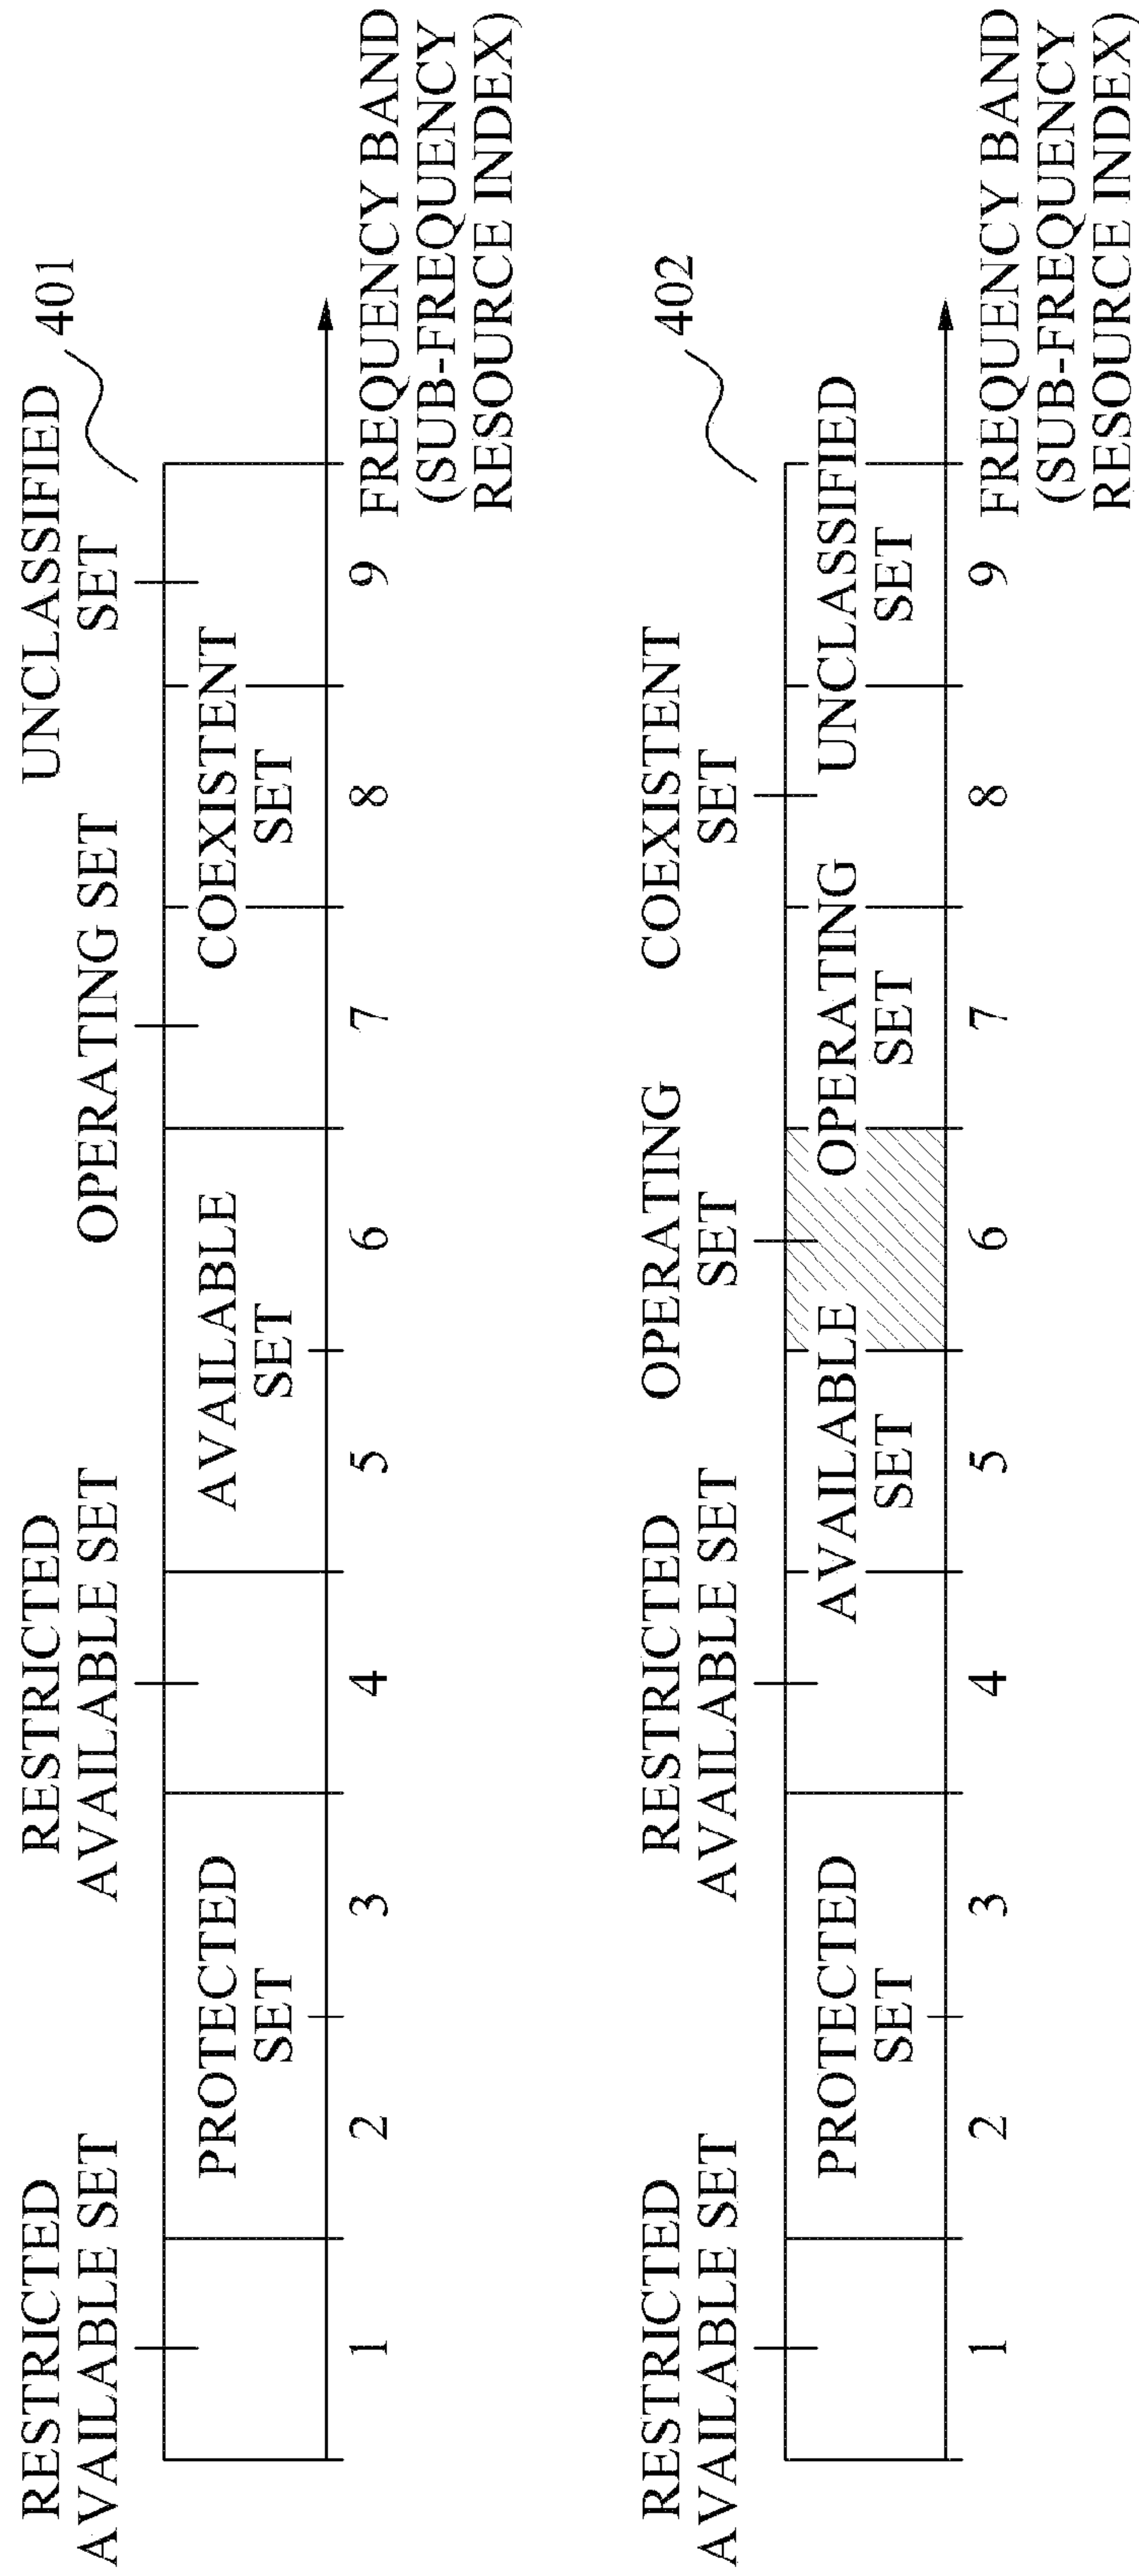 RESTRICTED
AVAILABLE SET
RESTRICTED
AVAILABLE SET
OPERATING SET
UNCLASSIFIED
SET
401
PROTECTED
SET
AVAILABLE
SET
COEXISTENT
SET
1 2 3 4 5 6 7 8 9
FREQUENCY BAND
(SUB-FREQUENCY
RESOURCE INDEX)
RESTRICTED
AVAILABLE SET
RESTRICTED
AVAILABLE SET
OPERATING
SET
COEXISTENT
SET
402
PROTECTED
SET
AVAILABLE
SET
OPERATING
SET
UNCLASSIFIED
SET
1 2 3 4 5 6 7 8 9
FREQUENCY BAND
(SUB-FREQUENCY
RESOURCE INDEX)